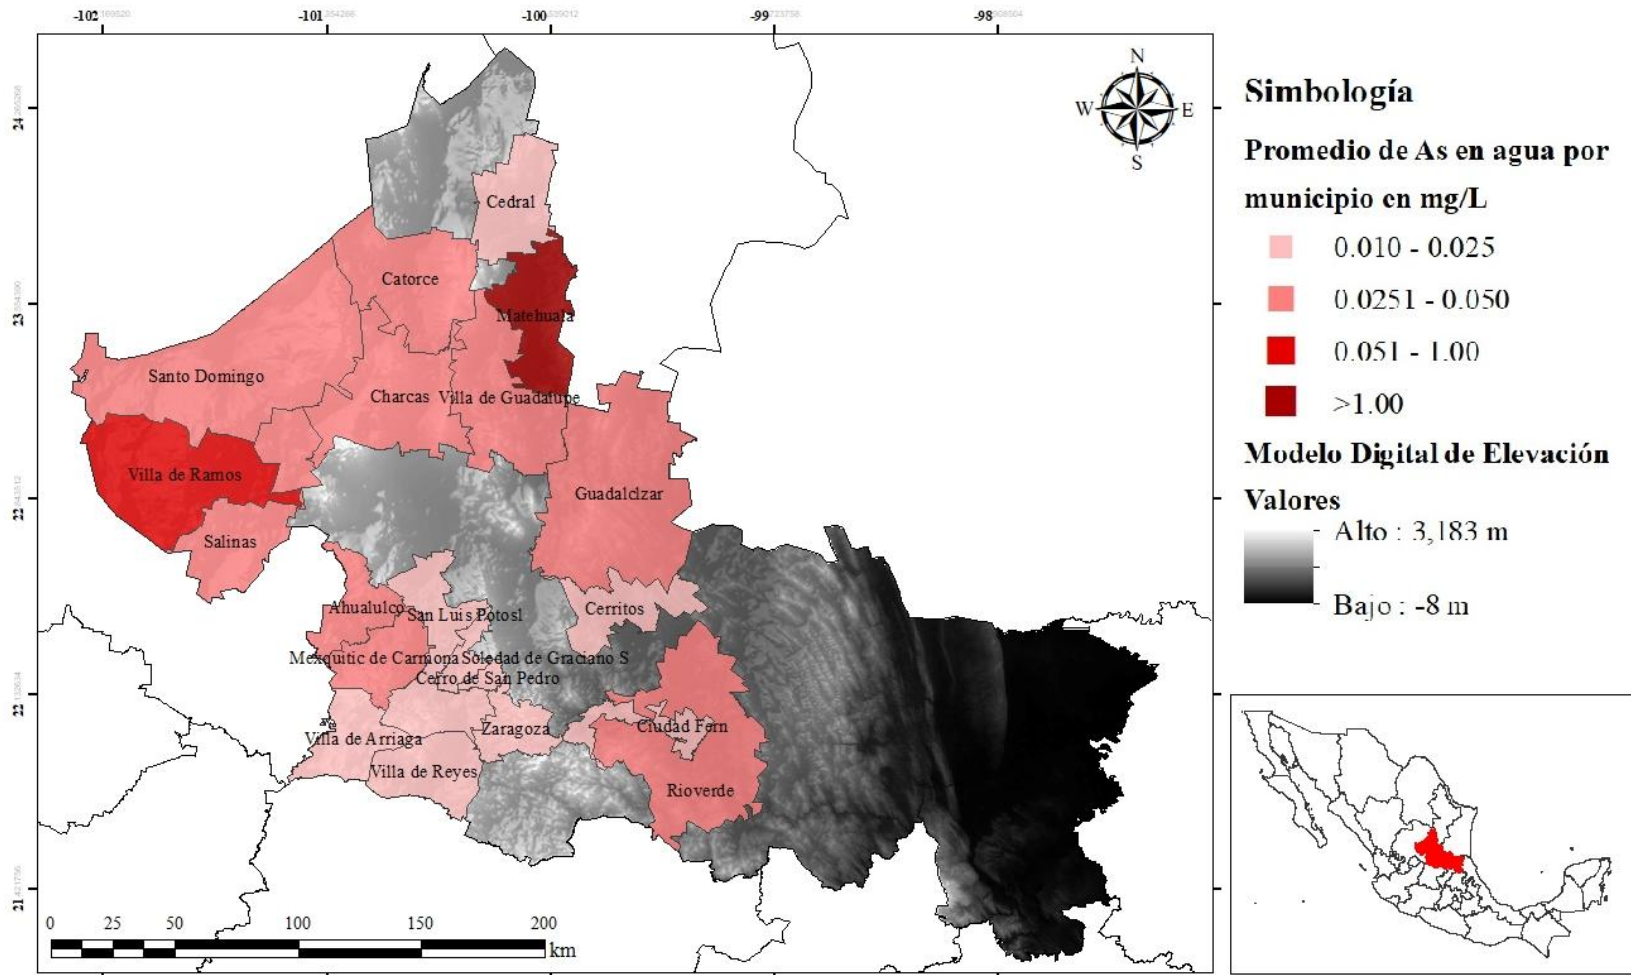 -102 -101 -100 -99 -98
N
W E
S
24
23
22
22
21
Cedral
Catorce
Matehuala
Santo Domingo
Charcas Villa de Guadalupe
Villa de Ramos
Guadalclzar
Salinas
Ahualulco San Luis Potosl
Cerritos
Mexquitic de Carmona Soledad de Graciano S
Cerro de San Pedro
Villa de Arriaga
Zaragoza
Ciudad Fern
Villa de Reyes
Rioverde
0 25 50 100 150 200
km
Simbología
Promedio de As en agua por
municipio en mg/L
0.010 - 0.025
0.0251 - 0.050
0.051 - 1.00
>1.00
Modelo Digital de Elevación
Valores
Alto : 3,183 m
Bajo : -8 m